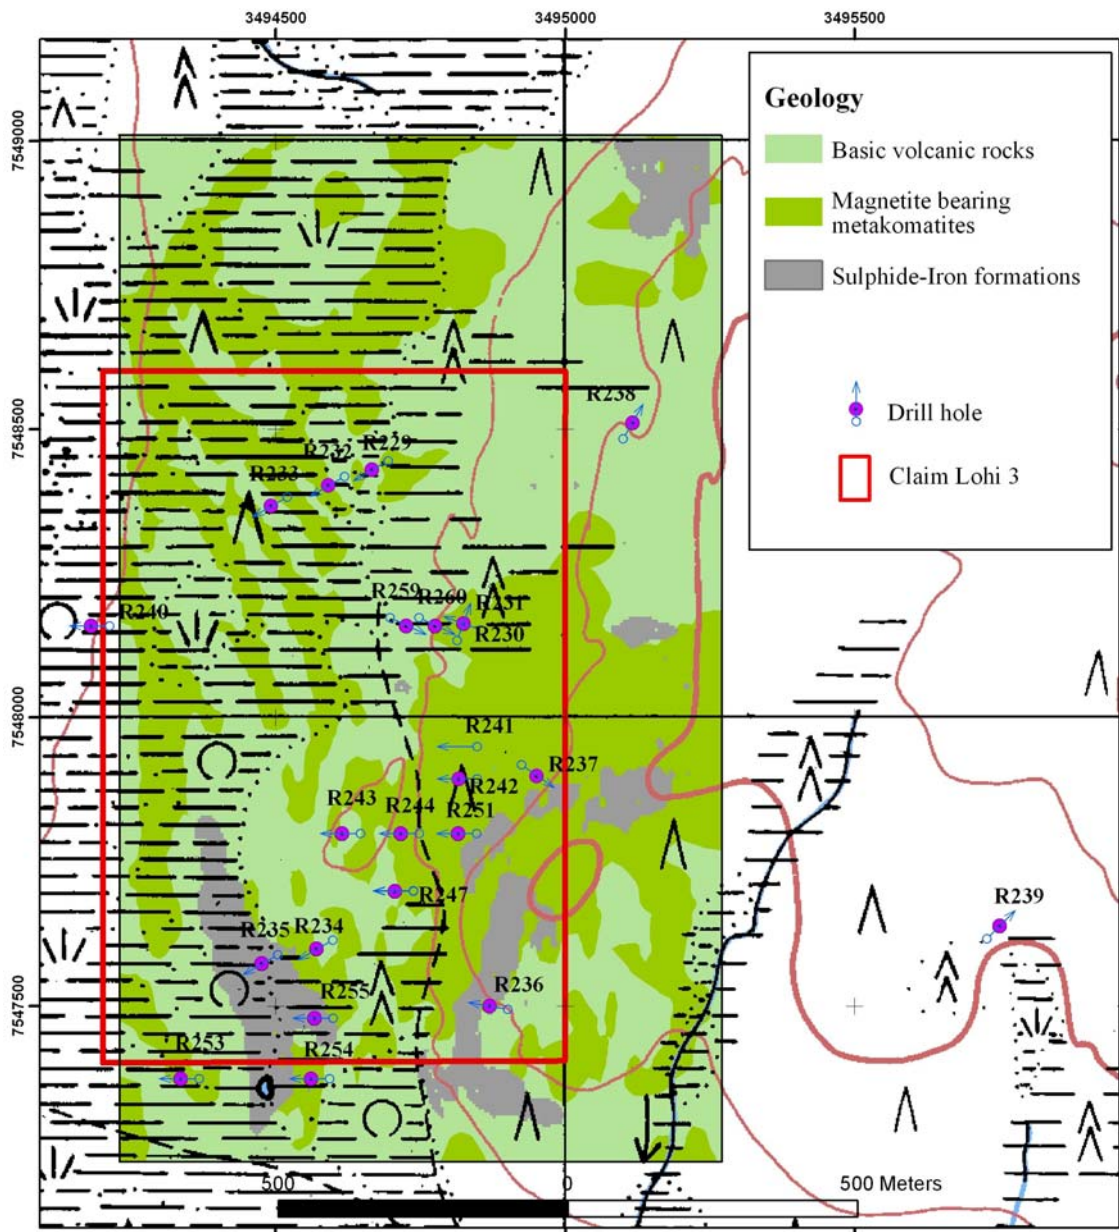 3494500
3495000
3495500
7549000
Geology
Basic volcanic rocks
Magnetite bearing
metakomatites
Sulphide-Iron formations
Drill hole
Claim Lohi 3
R238
7548500
R229
R232
R233
R259
R260
R231
R240
R230
7548000
R241
R237
R242
R243
R244
R251
R247
R239
R234
R235
R236
R255
7547500
R253
R254
500
0
500 Meters